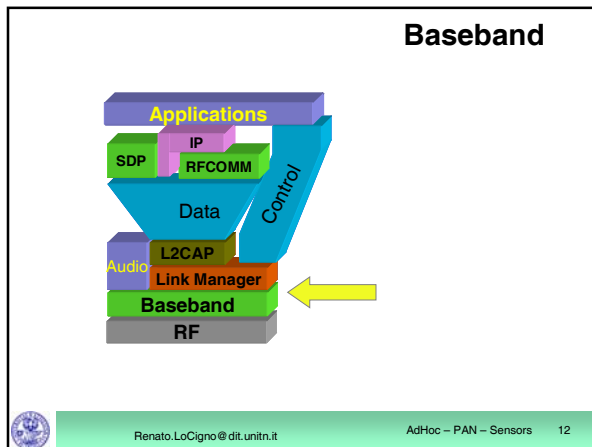 Baseband
Applications
IP
SDP
RFCOMM
Data
Control
L2CAP
Audio
Link Manager
Baseband
RF
Renato.LoCigno@dit.unitn.it
AdHoc – PAN – Sensors 12